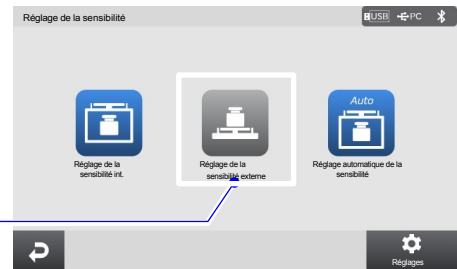 Réglage de la sensibilité
USB PC
Auto
Réglage de la
sensibilité int.
Réglage de la
sensibilité externe
Réglage automatique de la
sensibilité
Réglages